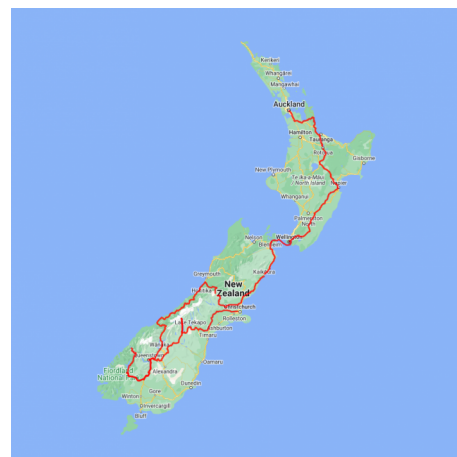 Kerikeri
Whangārei
Mangawhai
Auckland
Hamilton
Tauranga
Rotorua
Gisborne
New Plymouth
Te Ika-a-Māui
North Island
Napier
Whanganui
Palmerston
North
Nelson
Wellington
Blenheim
Kaikōura
Greymouth
New
Zealand
Hokitika
Christchurch
Rolleston
Lake Tekapo
Ashburton
Timaru
Wānaka
Queenstown
Oamaru
Fiordland
National
Alexandra
Dunedin
Gore
Winton
Invercargill
Bluff